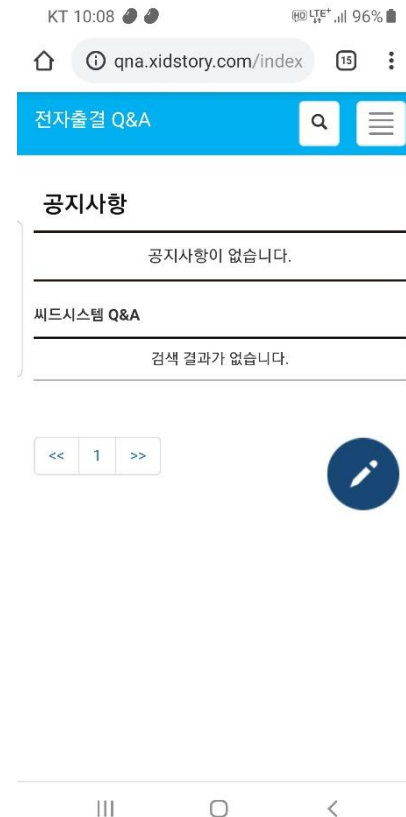 KT 10:08 HD LTE+ 96%
qna.xidstory.com/index 15
전자출결 Q&A
공지사항
공지사항이 없습니다.
씨드시스템 Q&A
검색 결과가 없습니다.
<< 1 >>